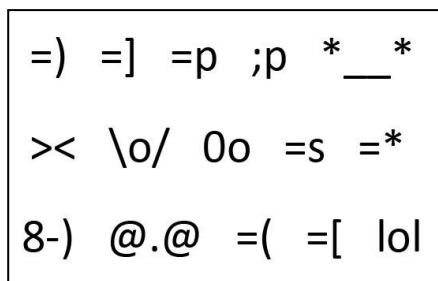 =) =] =p ;p *__*
>< \o/ 0o =s =*
8-) @.@ =( =[ lol